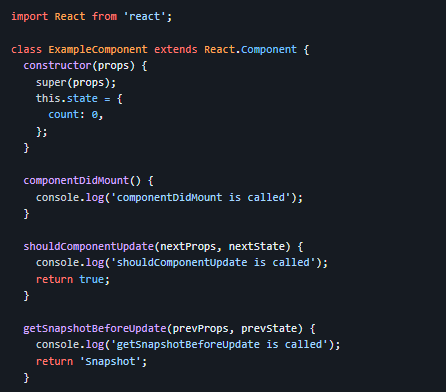 import React from 'react';
class ExampleComponent extends React.Component {
constructor(props) {
super(props);
this.state = {
count: 0,
};
}
componentDidMount() {
console.log('componentDidMount is called');
}
shouldComponentUpdate(nextProps, nextState) {
console.log('shouldComponentUpdate is called');
return true;
}
getSnapshotBeforeUpdate(prevProps, prevState) {
console.log('getSnapshotBeforeUpdate is called');
return 'Snapshot';
}